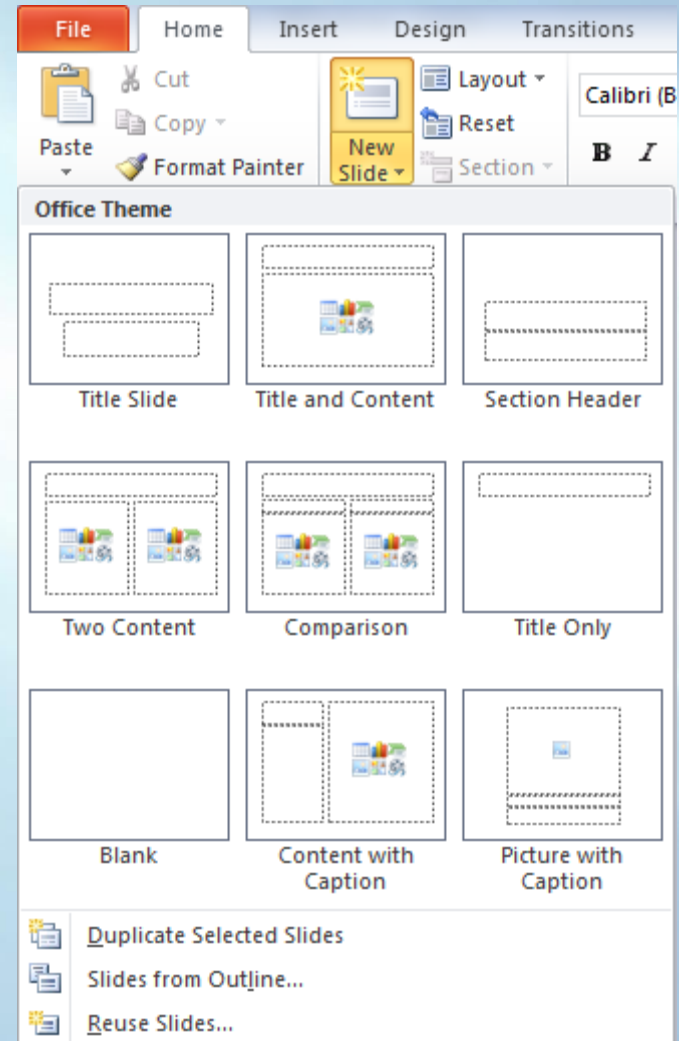 File Home Insert Design Transitions
Cut
Copy
Paste
Format Painter
New
Slide
Layout
Reset
Section
Calibri (B
B I
Office Theme
Title Slide Title and Content Section Header
Two Content Comparison Title Only
Blank Content with Caption Picture with Caption
Duplicate Selected Slides
Slides from Outline...
Reuse Slides...